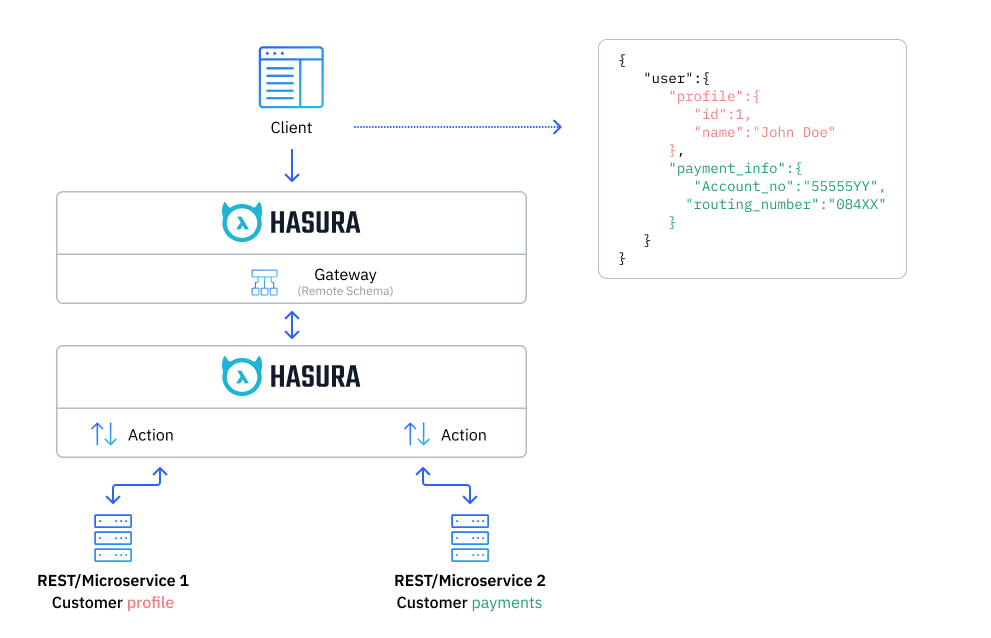 Client
HASURA
Gateway
(Remote Schema)
HASURA
Action
Action
REST/Microservice 1
Customer profile
REST/Microservice 2
Customer payments
{
"user":{
"profile":{
"id":1,
"name":"John Doe"
},
"payment_info":{
"Account_no":"55555YY",
"routing_number":"084XX"
}
}
}